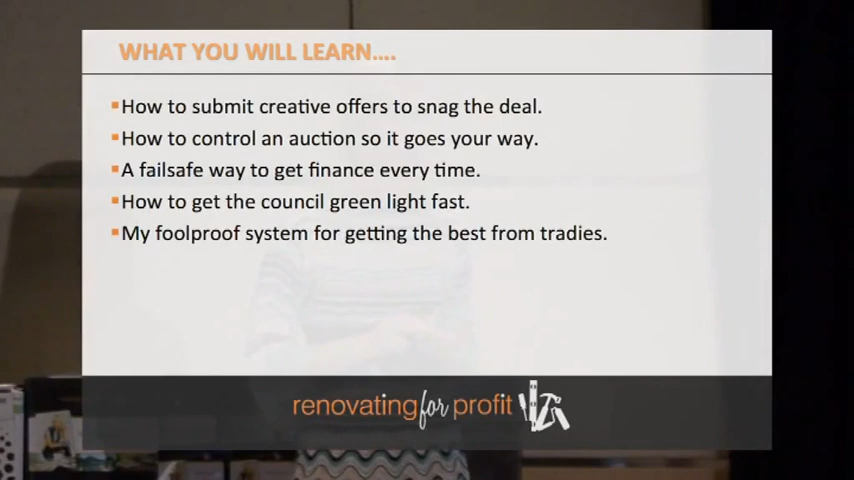 WHAT YOU WILL LEARN....
How to submit creative offers to snag the deal.
How to control an auction so it goes your way.
A failsafe way to get finance every time.
How to get the council green light fast.
My foolproof system for getting the best from tradies.
renovating for profit